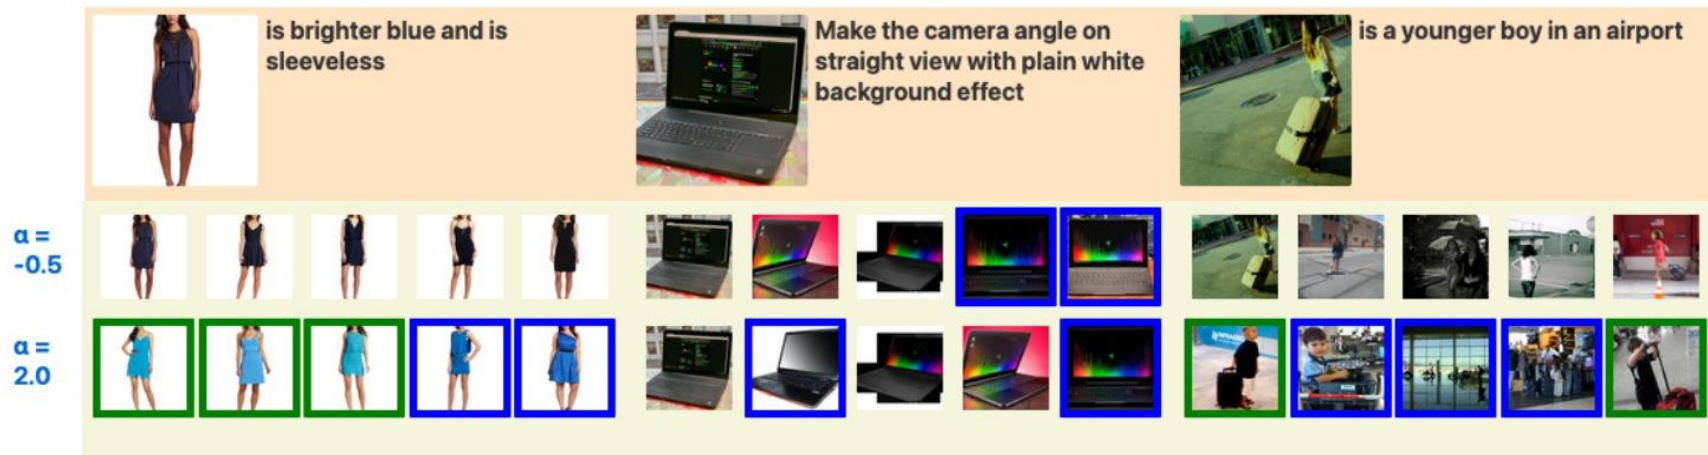 is brighter blue and is
sleeveless
Make the camera angle on
straight view with plain white
background effect
is a younger boy in an airport
α =
-0.5
α =
2.0